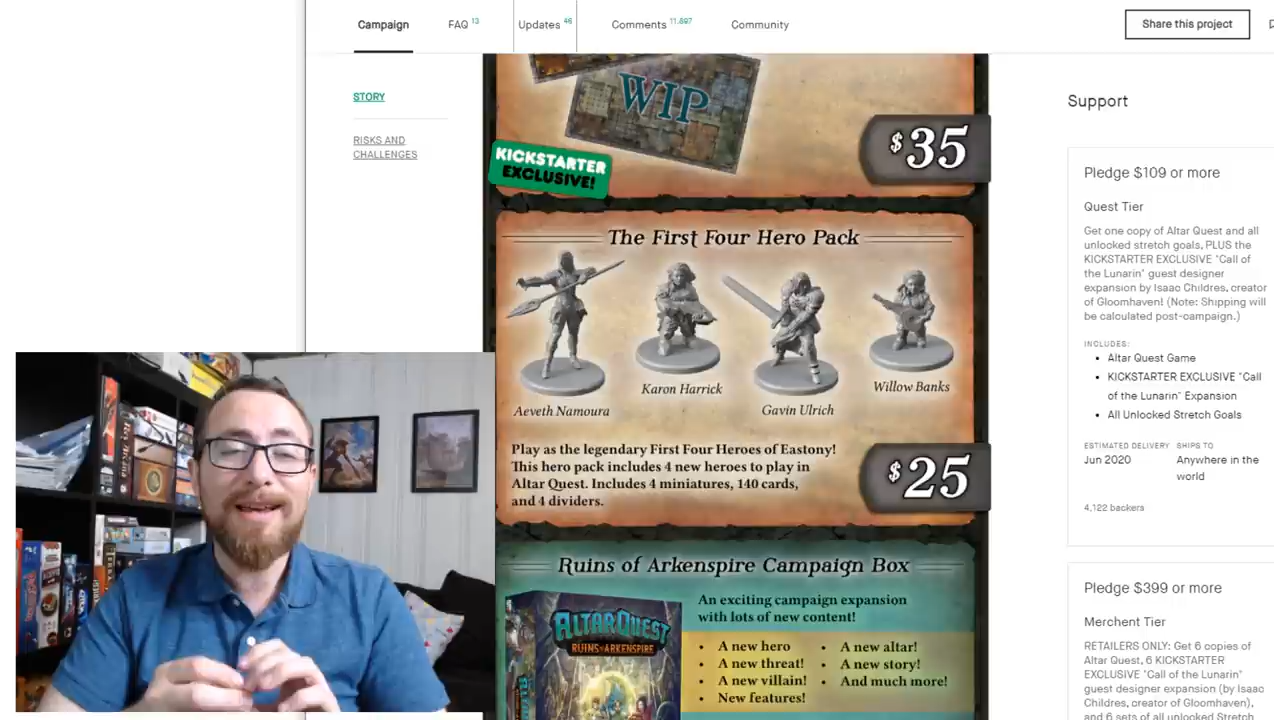 Campaign
FAQ 13
Updates 46
Comments 11,697
Community
Share this project
STORY
RISKS AND
CHALLENGES
WIP
KICKSTARTER
EXCLUSIVE!
$35
The First Four Hero Pack
Aeveth Namoura
Karon Harrick
Gavin Ulrich
Willow Banks
Play as the legendary First Four Heroes of Eastony!
This hero pack includes 4 new heroes to play in
Altar Quest. Includes 4 miniatures, 140 cards,
and 4 dividers.
$25
Ruins of Arkenspire Campaign Box
ALTAR QUEST
RUINS OF ARKENSPIRE
An exciting campaign expansion
with lots of new content!
• A new hero
• A new threat!
• A new villain!
• New features!
• A new altar!
• A new story!
• And much more!
Support
Pledge $109 or more
Quest Tier
Get one copy of Altar Quest and all
unlocked stretch goals, PLUS the
KICKSTARTER EXCLUSIVE "Call of
the Lunarin" guest designer
expansion by Isaac Childres, creator
of Gloomhaven! (Note: Shipping will
be calculated post-campaign.)
INCLUDES:
• Altar Quest Game
• KICKSTARTER EXCLUSIVE "Call
of the Lunarin" Expansion
• All Unlocked Stretch Goals
ESTIMATED DELIVERY
Jun 2020
SHIPS TO
Anywhere in the
world
4,122 backers
Pledge $399 or more
Merchent Tier
RETAILERS ONLY: Get 6 copies of
Altar Quest, 6 KICKSTARTER
EXCLUSIVE "Call of the Lunarin"
guest designer expansion (by Isaac
Childres, creator of Gloomhaven),
and 6 sets of all unlocked Stretch